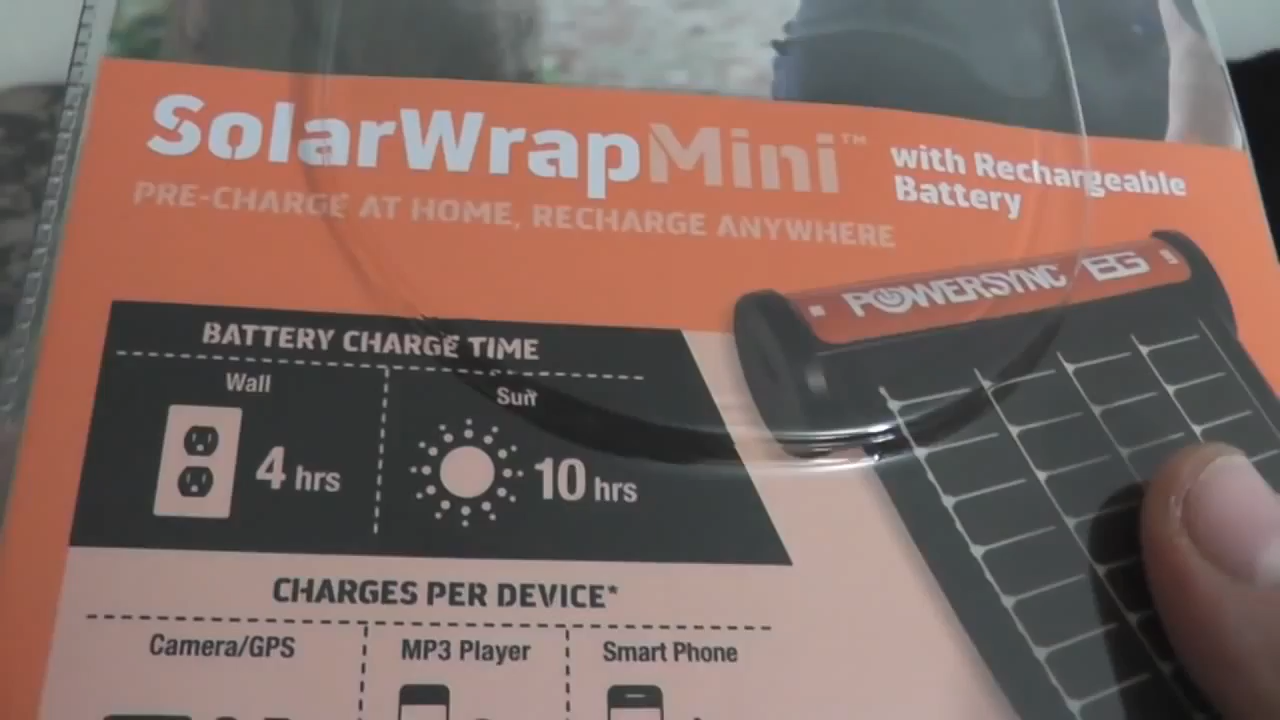 SolarWrapMini™ with Rechargeable
Battery
PRE-CHARGE AT HOME, RECHARGE ANYWHERE
POWERSYNC BG
BATTERY CHARGE TIME
Wall
Sun
4 hrs
10 hrs
CHARGES PER DEVICE*
Camera/GPS
MP3 Player
Smart Phone